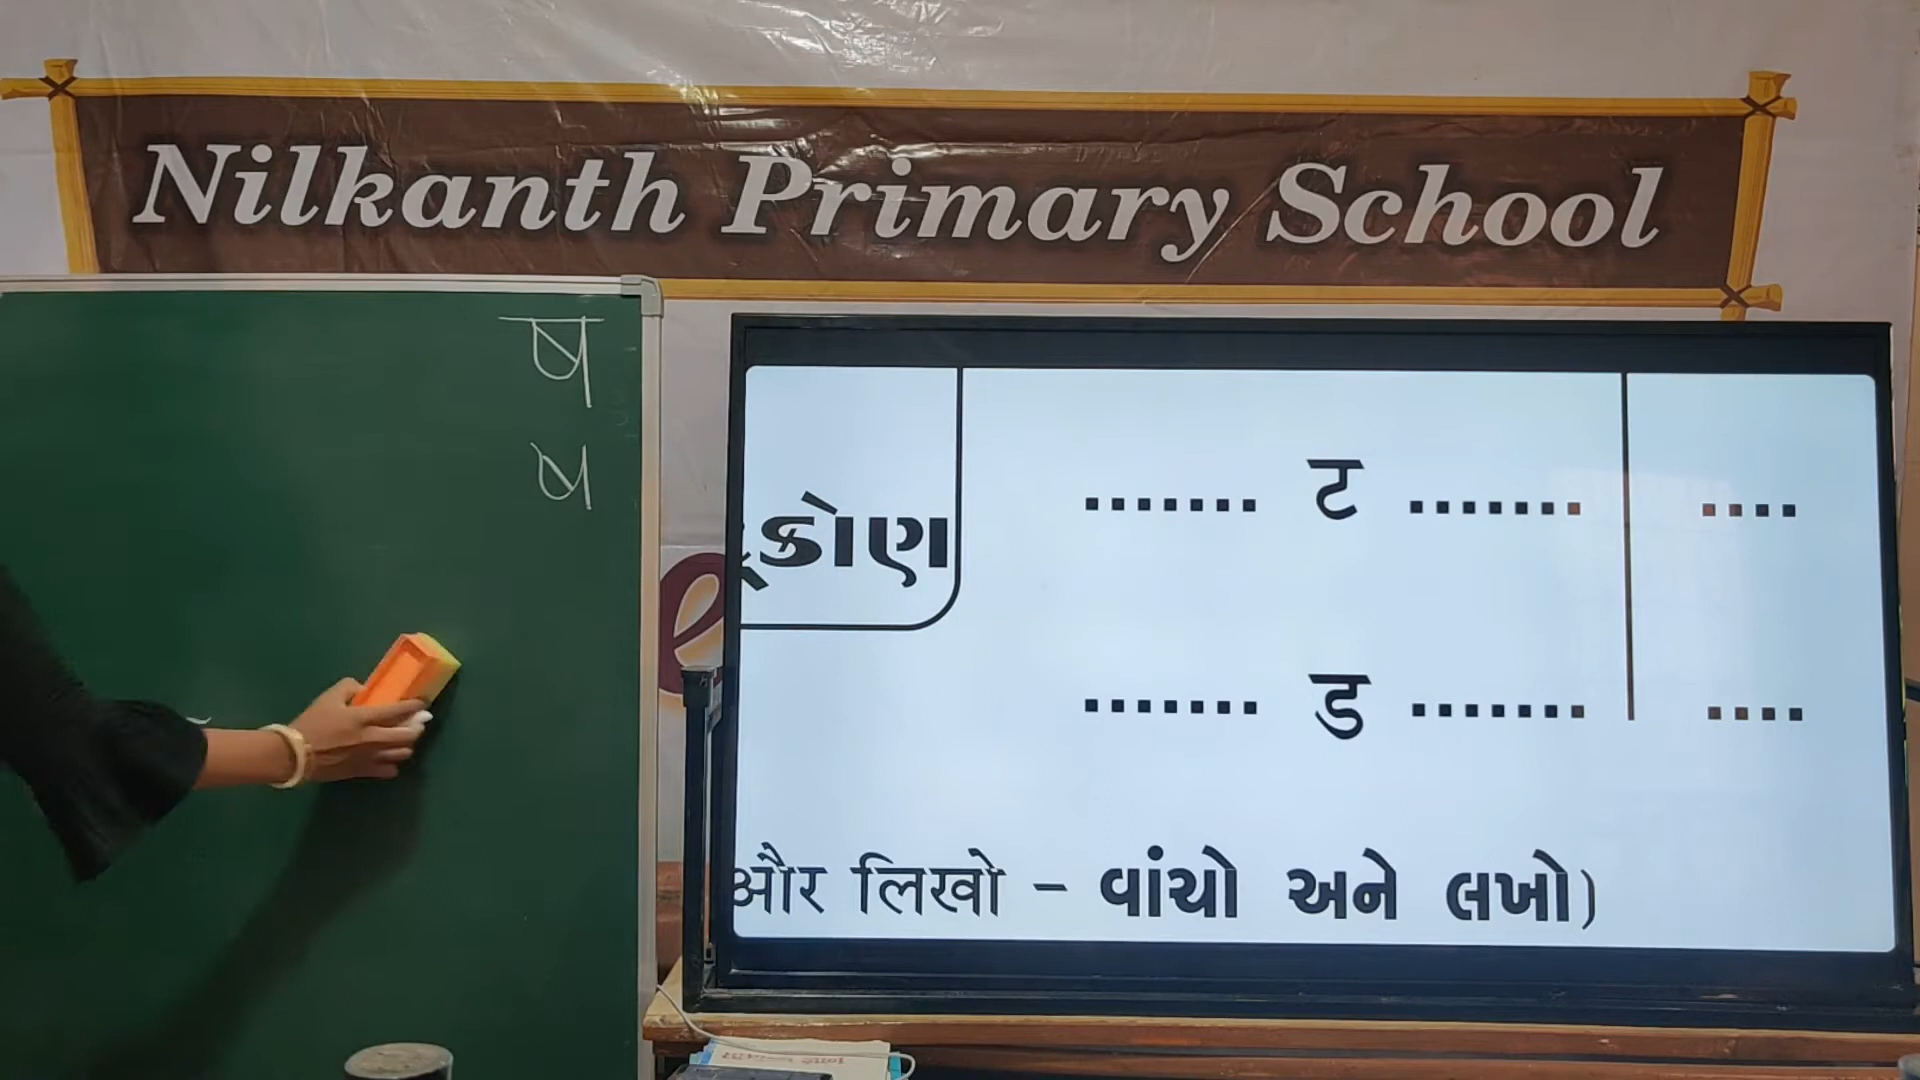 Nilkanth Primary School
ष
ष
....... ट ....... ....
ક્રોણ
....... ड ....... ....
और लिखो - વાંચો અને લખો)